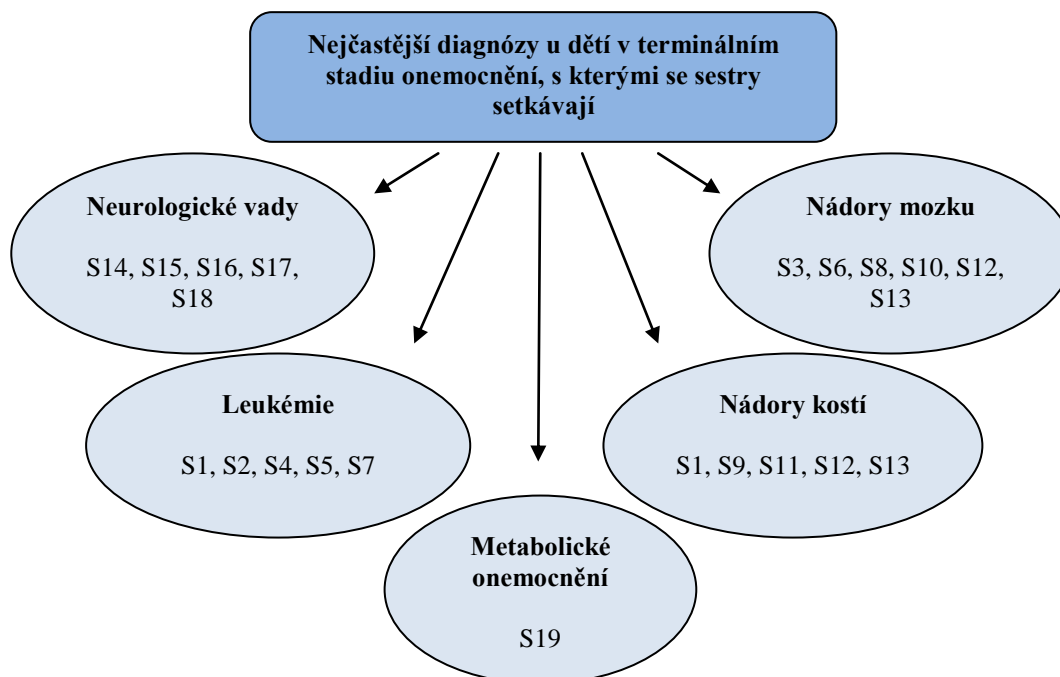 Nejčastější diagnózy u dětí v terminálním
stadiu onemocnění, s kterými se sestry
setkávají
Neurologické vady
S14, S15, S16, S17,
S18
Nádory mozku
S3, S6, S8, S10, S12,
S13
Leukémie
S1, S2, S4, S5, S7
Nádory kostí
S1, S9, S11, S12, S13
Metabolické
onemocnění
S19